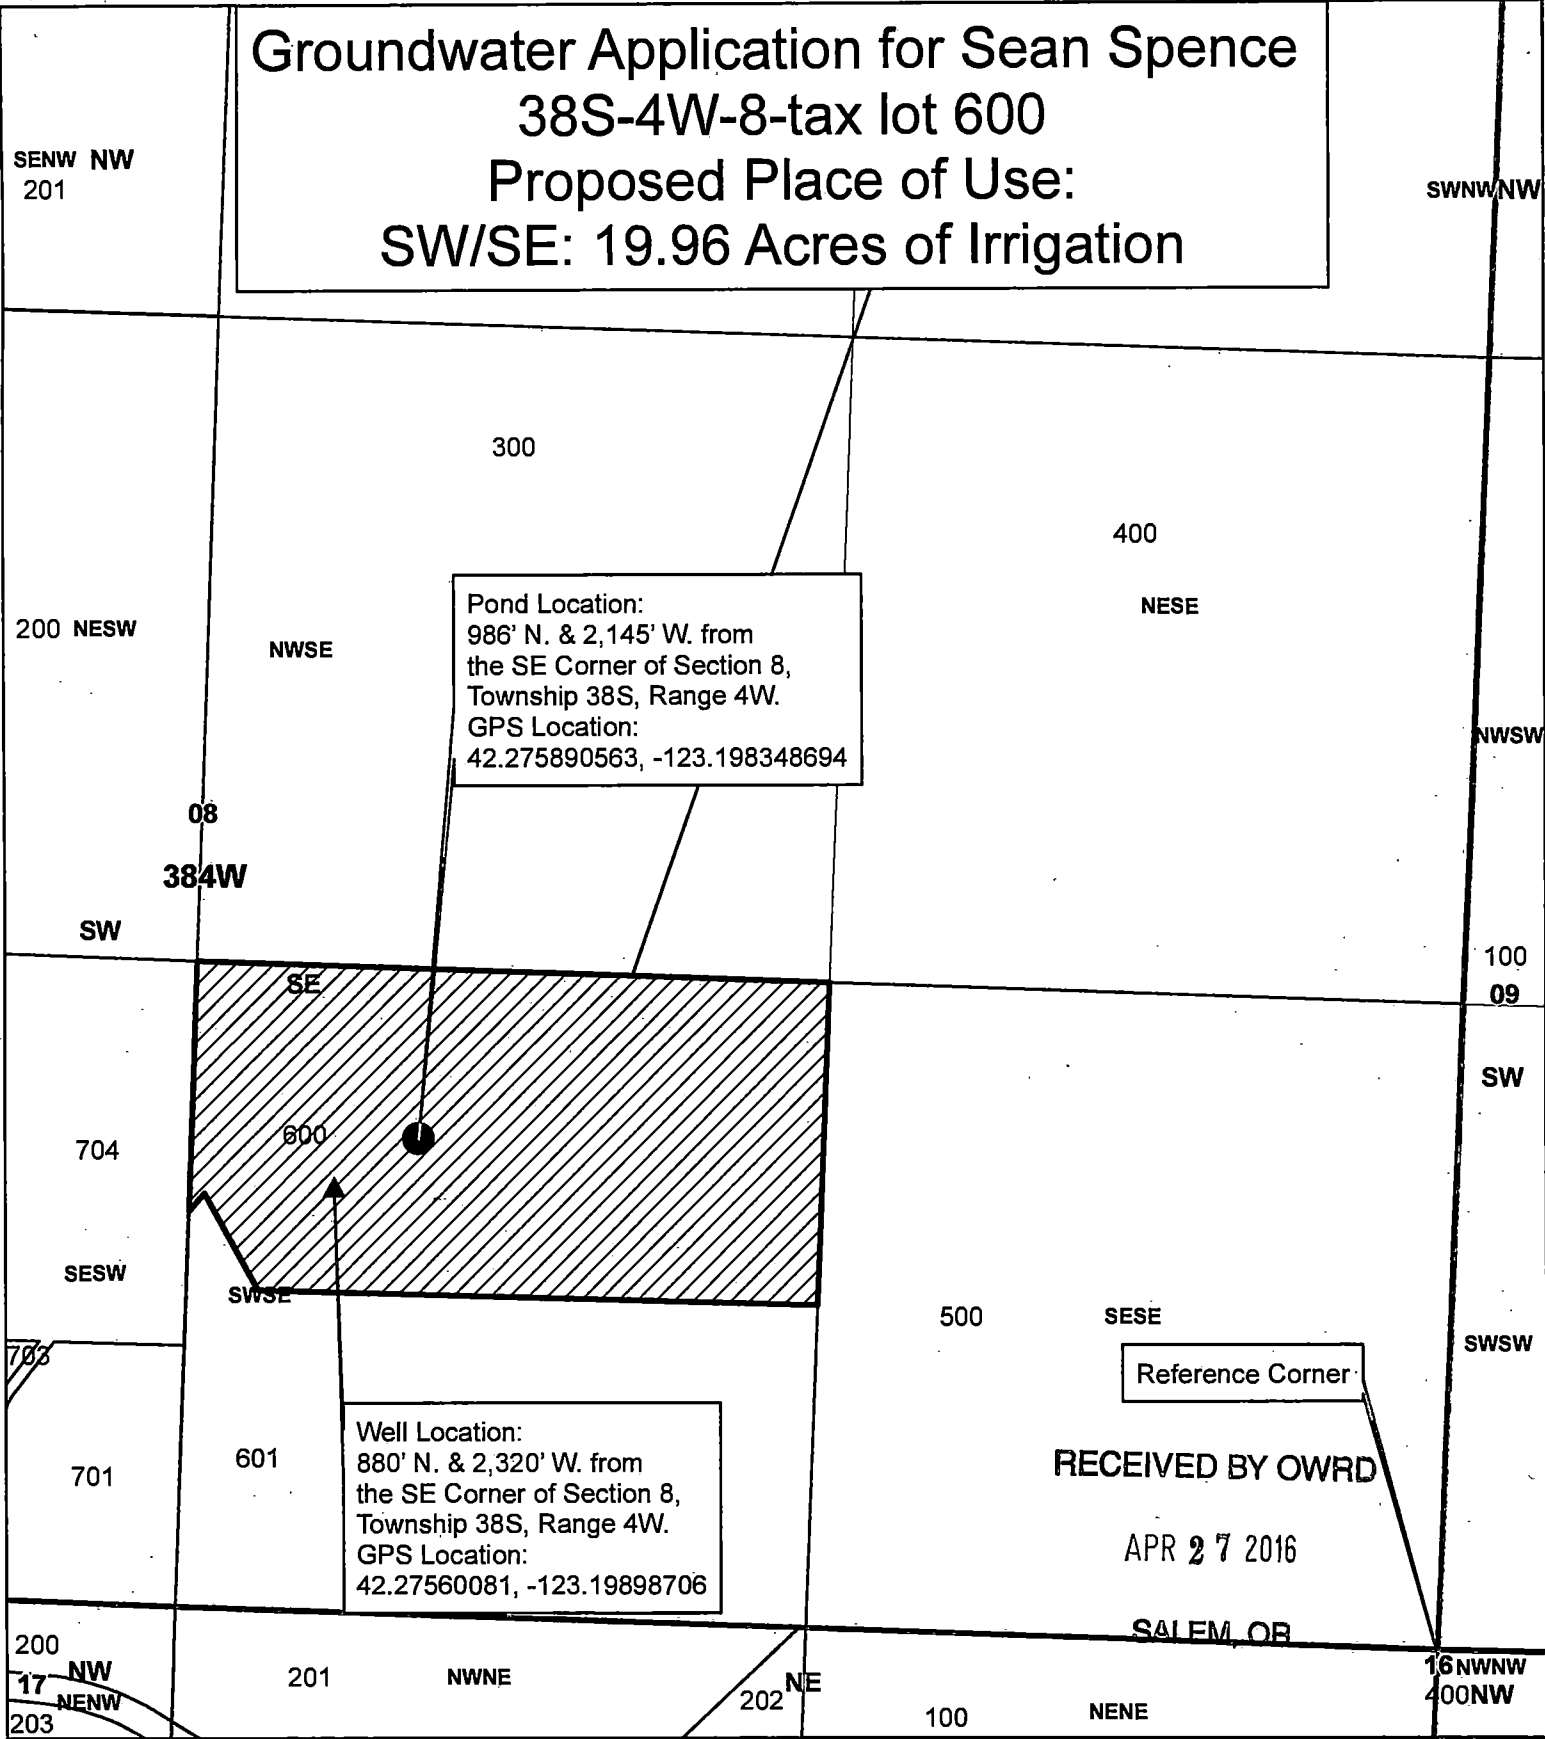 Groundwater Application for Sean Spence
38S-4W-8-tax lot 600
Proposed Place of Use:
SW/SE: 19.96 Acres of Irrigation
SENW NW
201
SWNW NW
300
400
NESE
200 NESW
NWSE
Pond Location:
986' N. & 2,145' W. from
the SE Corner of Section 8,
Township 38S, Range 4W.
GPS Location:
42.275890563, -123.198348694
NWSW
08
384W
SW
100
09
SE
SW
600
704
SESW
SWSE
500
SESE
SWSW
703
Reference Corner
Well Location:
880' N. & 2,320' W. from
the SE Corner of Section 8,
Township 38S, Range 4W.
GPS Location:
42.27560081, -123.19898706
601
701
RECEIVED BY OWRD
APR 27 2016
SALEM, OR
200
NW
17
NENW
203
201
NWNE
202
NE
100
NENE
16 NWNW
400 NW